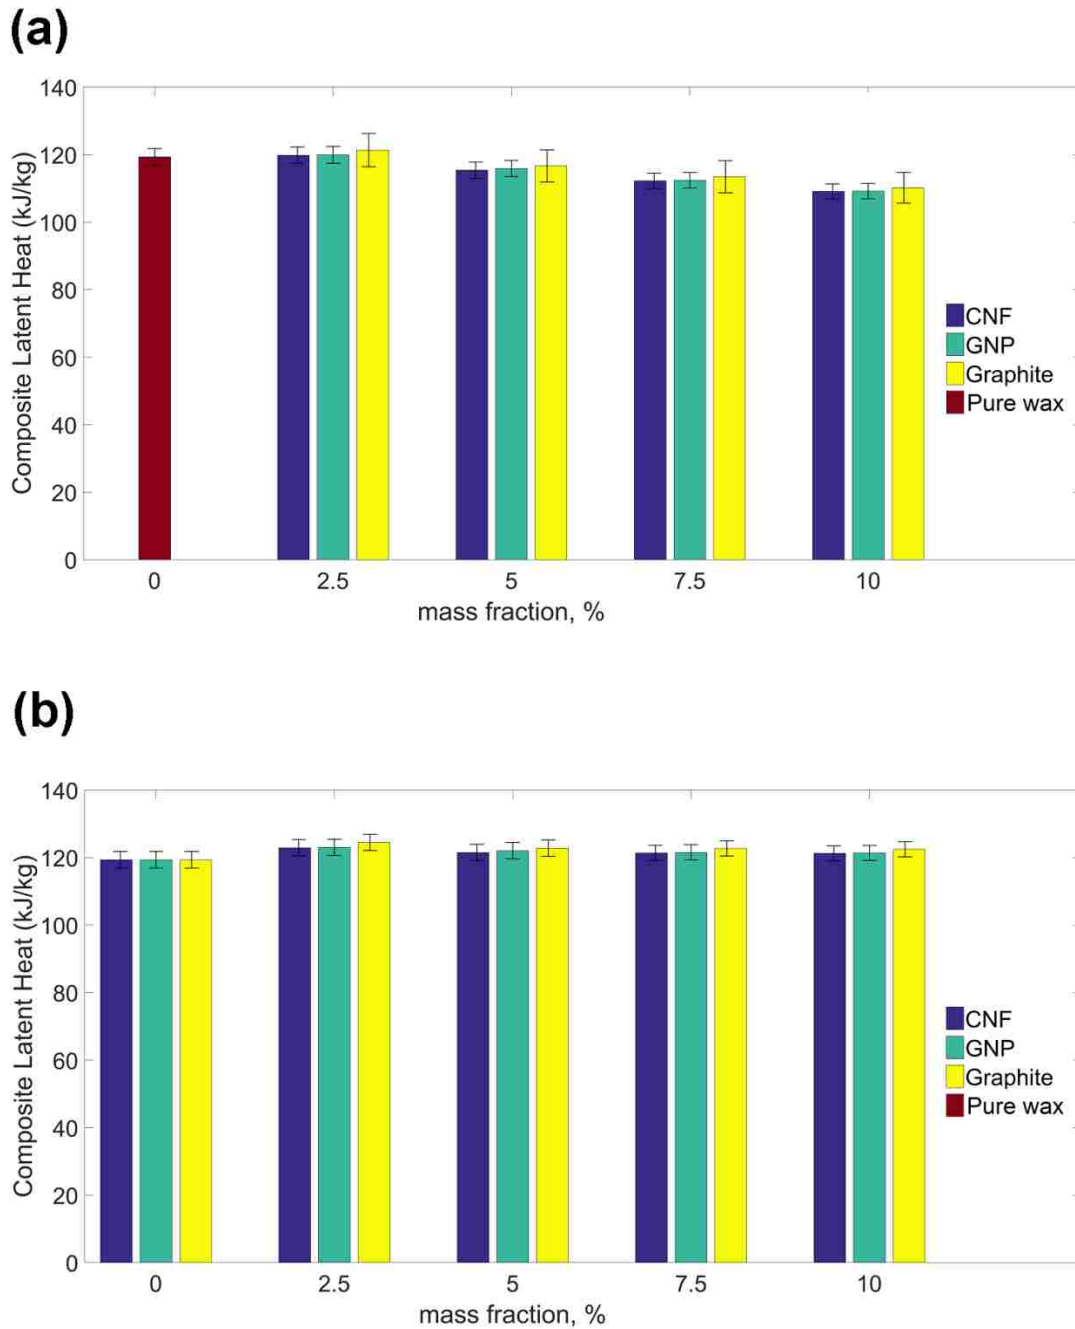 (a)
140
120
100
80
60
40
20
0
Composite Latent Heat (kJ/kg)
0 2.5 5 7.5 10
mass fraction, %
CNF
GNP
Graphite
Pure wax
(b)
140
120
100
80
60
40
20
0
Composite Latent Heat (kJ/kg)
0 2.5 5 7.5 10
mass fraction, %
CNF
GNP
Graphite
Pure wax